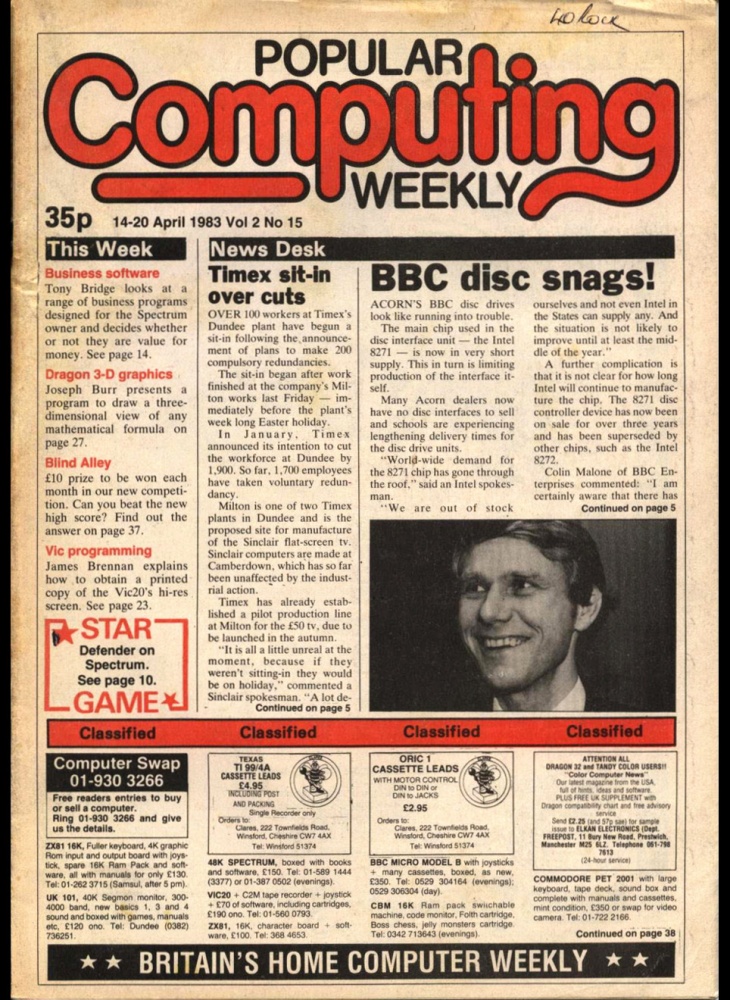 POPULAR
Computing
WEEKLY
35p 14-20 April 1983 Vol 2 No 15
This Week
Business software
Tony Bridge looks at a
range of business programs
designed for the Spectrum
owner and decides whether
or not they are value for
money. See page 14.
Dragon 3-D graphics
Joseph Burr presents a
program to draw a three-
dimensional view of any
mathematical formula on
page 27.
Blind Alley
£10 prize to be won each
month in our new competi-
tion. Can you beat the new
high score? Find out the
answer on page 37.
Vic programming
James Brennan explains
how to obtain a printed
copy of the Vic20's hi-res
screen. See page 23.
STAR
Defender on
Spectrum.
See page 10.
GAME
News Desk
Timex sit-in
over cuts
OVER 100 workers at Timex's
Dundee plant have begun a
sit-in following the announce-
ment of plans to make 200
compulsory redundancies.
The sit-in began after work
finished at the company's Mil-
ton works last Friday — im-
mediately before the plant's
week long Easter holiday.
In January, Timex
announced its intention to cut
the workforce at Dundee by
1,900. So far, 1,700 employees
have taken voluntary redun-
dancy.
Milton is one of two Timex
plants in Dundee and is the
proposed site for manufacture
of the Sinclair flat-screen tv.
Sinclair computers are made at
Camberdown, which has so far
been unaffected by the indust-
rial action.
Timex has already estab-
lished a pilot production line
at Milton for the £50 tv, due to
be launched in the autumn.
"It is all a little unreal at the
moment, because if they
weren't sitting-in they would
be on holiday," commented a
Sinclair spokesman. "A lot de-
Continued on page 5
BBC disc snags!
ACORN'S BBC disc drives
look like running into trouble.
The main chip used in the
disc interface unit — the Intel
8271 — is now in very short
supply. This in turn is limiting
production of the interface it-
self.
Many Acorn dealers now
have no disc interfaces to sell
and schools are experiencing
lengthening delivery times for
the disc drive units.
"World-wide demand for
the 8271 chip has gone through
the roof," said an Intel spokes-
man.
"We are out of stock
ourselves and not even Intel in
the States can supply any. And
the situation is not likely to
improve until at least the mid-
dle of the year."
A further complication is
that it is not clear for how long
Intel will continue to manufac-
ture the chip. The 8271 disc
controller device has now been
on sale for over three years
and has been superseded by
other chips, such as the Intel
8272.
Colin Malone of BBC En-
terprises commented: "I am
certainly aware that there has
Continued on page 5
Classified Classified Classified Classified
Computer Swap
01-930 3266
Free readers entries to buy
or sell a computer.
Ring 01-930 3266 and give
us the details.
ZX81 16K, Fuller keyboard, 4K graphic
Rom input and output board with joys-
tick, spare 16K Ram Pack and soft-
ware, all with manuals for only £130.
Tel: 01-262 3715 (Samsul, after 5 pm).
UK 101, 40K Segmon monitor, 300-
4000 band, new basics 1, 3 and 4
sound and boxed with games, manuals
etc, £120 ono. Tel: Dundee (0382)
736251.
TEXAS
TI 99/4A
CASSETTE LEADS
£4.95
INCLUDING POST
AND PACKING
Single Recorder only
Orders to:
Clares, 222 Townfields Road,
Winsford, Cheshire CW7 4AX
Tel: Winsford 51374
48K SPECTRUM, boxed with books
and software, £150. Tel: 01-589 1444
(3377) or 01-387 0502 (evenings).
VIC20 + C2M tape recorder + joystick
+ £70 of software, including cartridges,
£190 ono. Tel: 01-560 0793.
ZX81, 16K, character board + soft-
ware, £100. Tel: 368 4653.
ORIC 1
CASSETTE LEADS
WITH MOTOR CONTROL
DIN to DIN or
DIN to JACKS
£2.95
Orders to:
Clares, 222 Townfields Road,
Winsford, Cheshire CW7 4AX
Tel: Winsford 51374
BBC MICRO MODEL B with joysticks
+ many cassettes, boxed, as new,
£350. Tel: 0529 304164 (evenings);
0529 306304 (day).
CBM 16K Ram pack switchable
machine, code monitor, Forth cartridge,
Boss chess, jelly monsters cartridge.
Tel: 0342 713643 (evenings).
ATTENTION ALL
DRAGON 32 and TANDY COLOR USERS!!
"Color Computer News"
Our latest magazine from the USA,
full of hints, ideas and software.
PLUS FREE UK SUPPLEMENT with
Dragon compatibility chart and free advisory
service
Send £2.25 (and 57p sae) for sample
issue to ELKAN ELECTRONICS (Dept.
FREEPOST, 11 Bury New Road, Prestwich,
Manchester M25 6LZ. Telephone 061-798
7613
(24-hour service)
COMMODORE PET 2001 with large
keyboard, tape deck, sound box and
complete with manuals and cassettes,
mint condition, £350 or swap for video
camera. Tel: 01-722 2166.
Continued on page 38
★ ★ BRITAIN'S HOME COMPUTER WEEKLY ★ ★